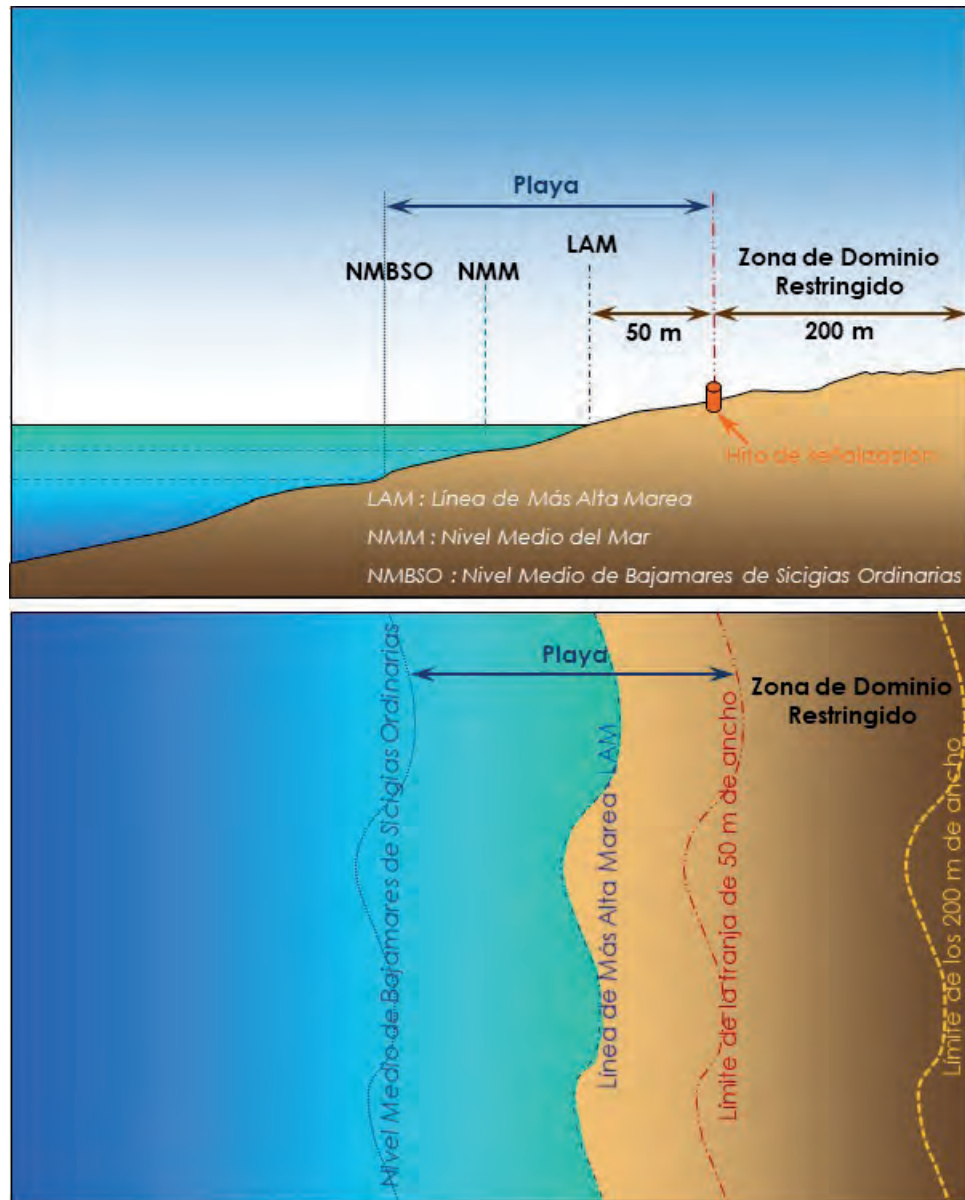 Playa
LAM
NMBSO
NMM
Zona de Dominio
Restringido
50 m
200 m
Hito de señalización
LAM : Línea de Más Alta Marea
NMM : Nivel Medio del Mar
NMBSO : Nivel Medio de Bajamares de Sicigias Ordinarias
Playa
Zona de Dominio
Restringido
Nivel Medio de Bajamares de Sicigias Ordinarias
Línea de Más Alta Marea - LAM
Límite de la franja de 50 m de ancho
Límite de los 200 m de ancho